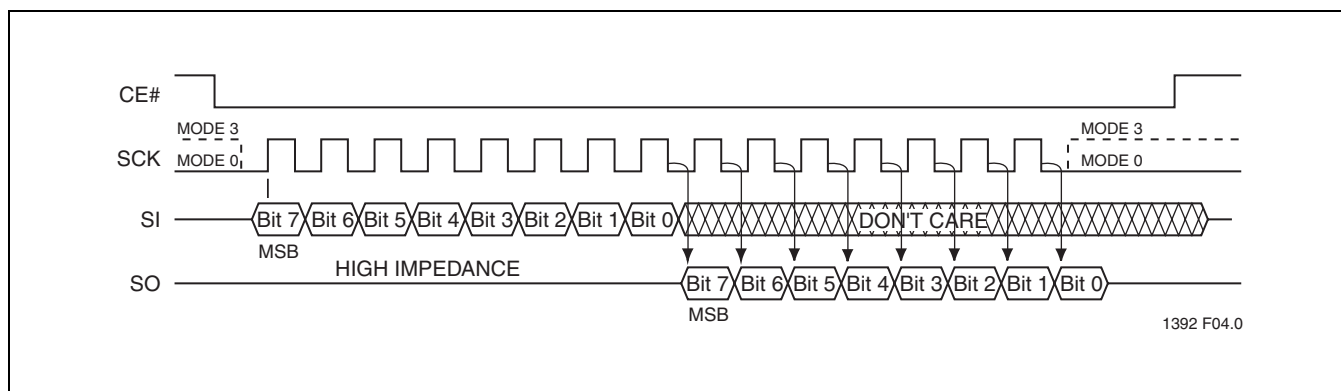 CE#
MODE 3 MODE 3
SCK MODE 0 MODE 0
SI Bit 7 Bit 6 Bit 5 Bit 4 Bit 3 Bit 2 Bit 1 Bit 0 DON'T CARE
MSB
HIGH IMPEDANCE
SO Bit 7 Bit 6 Bit 5 Bit 4 Bit 3 Bit 2 Bit 1 Bit 0
MSB
1392 F04.0